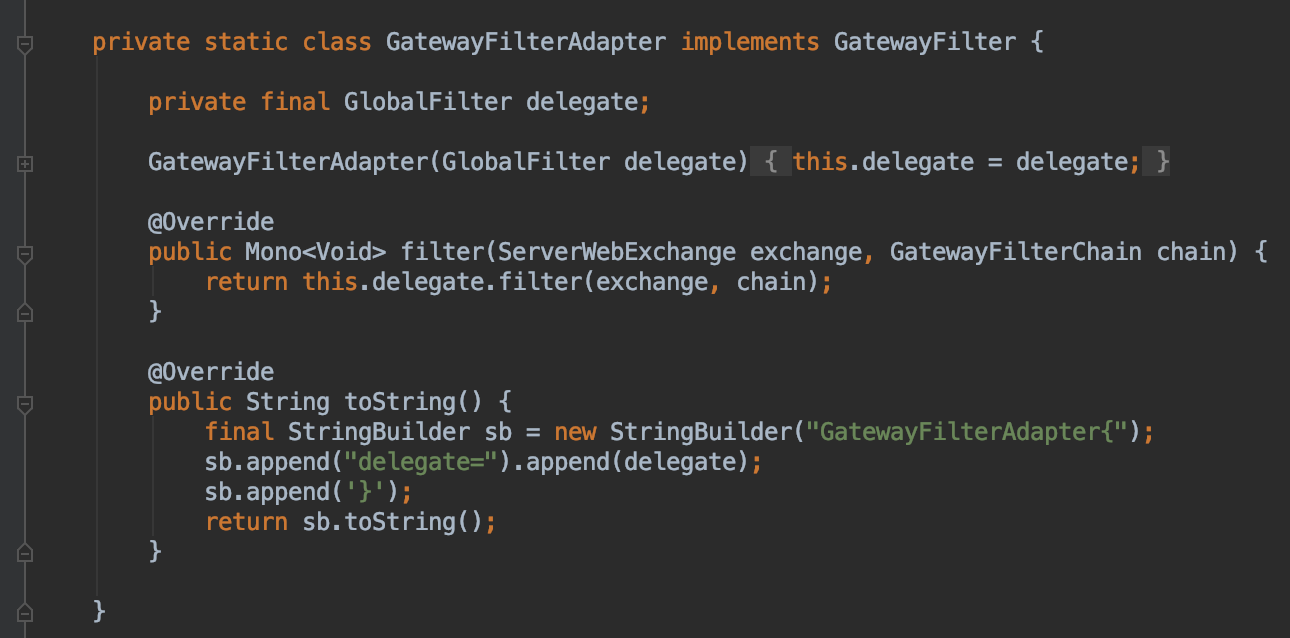 private static class GatewayFilterAdapter implements GatewayFilter {
private final GlobalFilter delegate;
GatewayFilterAdapter(GlobalFilter delegate) { this.delegate = delegate; }
@Override
public Mono<Void> filter(ServerWebExchange exchange, GatewayFilterChain chain) {
return this.delegate.filter(exchange, chain);
}
@Override
public String toString() {
final StringBuilder sb = new StringBuilder("GatewayFilterAdapter{");
sb.append("delegate=").append(delegate);
sb.append('}');
return sb.toString();
}
}